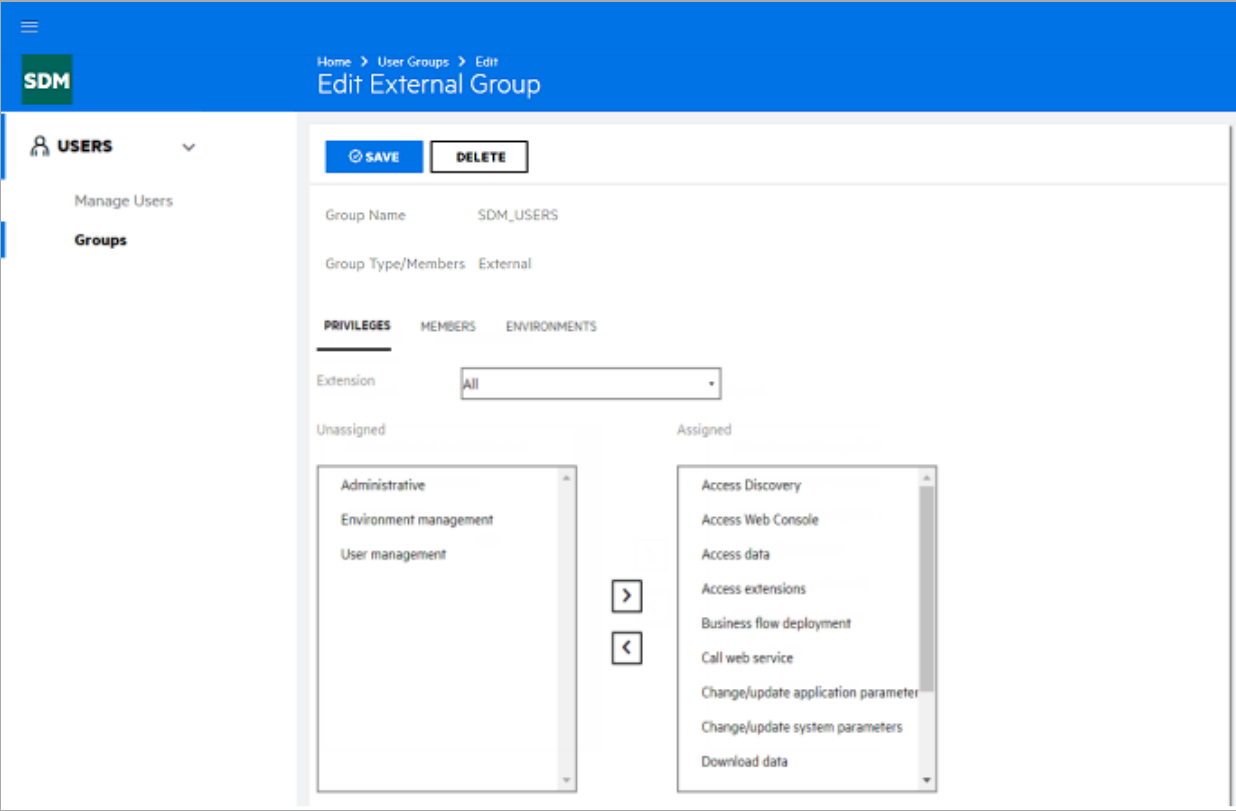 SDM
Home > User Groups > Edit
Edit External Group
USERS
Manage Users
Groups
SAVE DELETE
Group Name SDM_USERS
Group Type/Members External
PRIVILEGES MEMBERS ENVIRONMENTS
Extension All
Unassigned Assigned
Administrative
Environment management
User management
Access Discovery
Access Web Console
Access data
Access extensions
Business flow deployment
Call web service
Change/update application parameter
Change/update system parameters
Download data